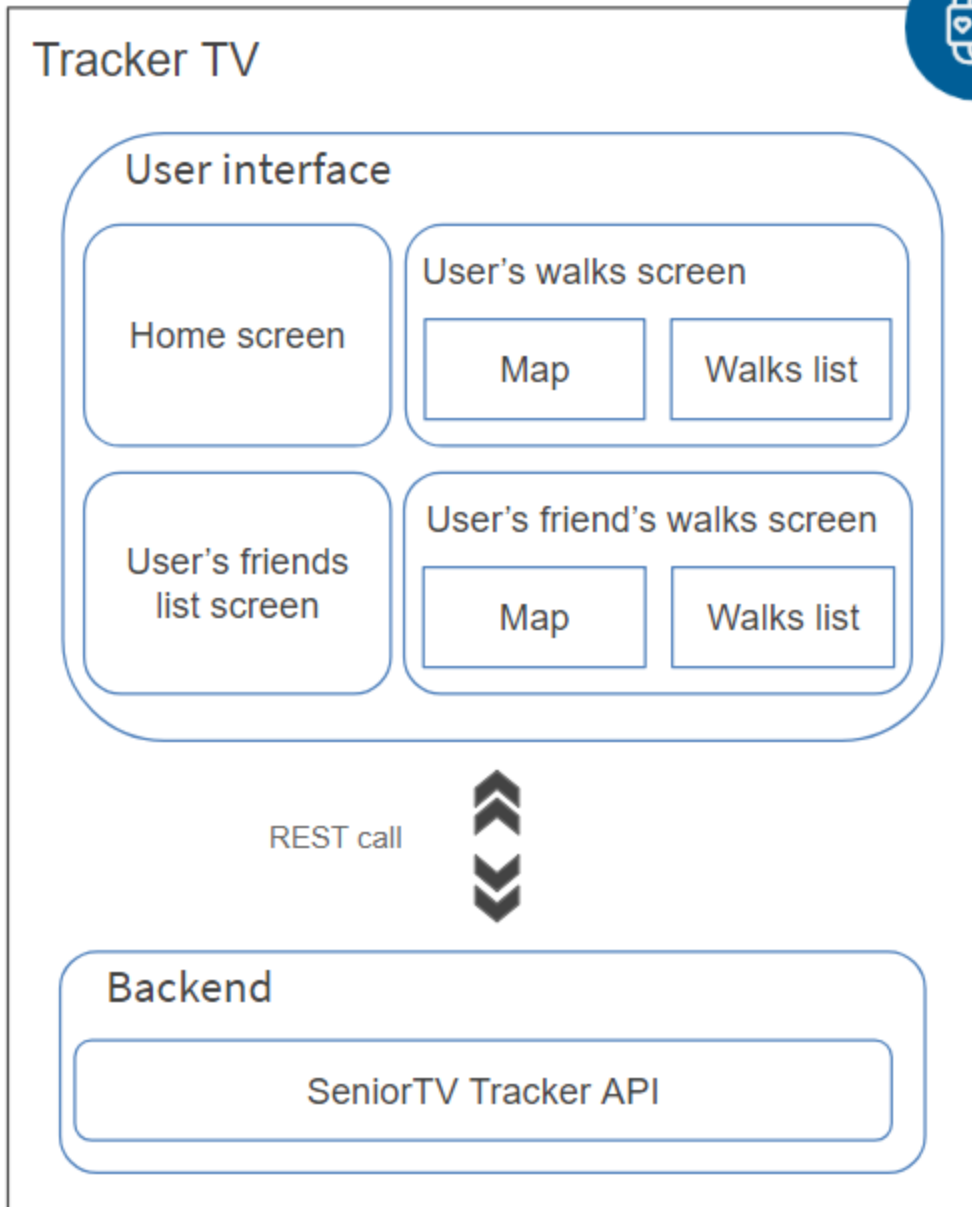 Tracker TV
User interface
Home screen
User’s walks screen
Map
Walks list
User’s friends
list screen
User’s friend’s walks screen
Map
Walks list
REST call
Backend
SeniorTV Tracker API